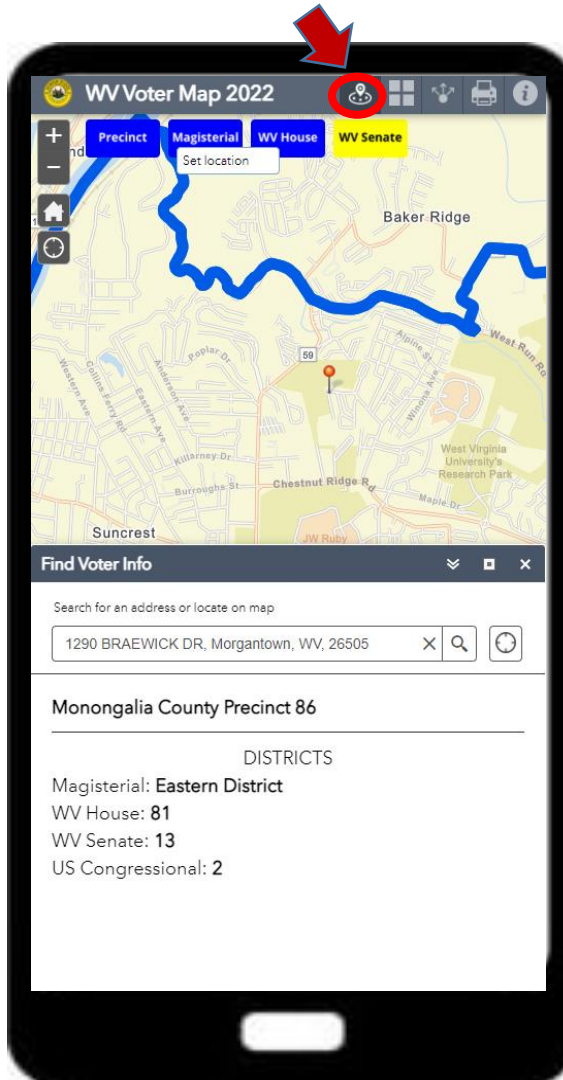 WV Voter Map 2022
Precinct Magisterial WV House WV Senate
Set location
Baker Ridge
West Run Rd
Alpine St
Poplar Dr
59
Western Ave
Collins Ferry Rd
Anderson Ave
Eastern Ave
Winona Ave
Killarney Dr
West Virginia
University's
Research Park
Burroughs St
Chestnut Ridge Rd
Maple Dr
Suncrest
JW Ruby
Find Voter Info
Search for an address or locate on map
1290 BRAEWICK DR, Morgantown, WV, 26505
Monongalia County Precinct 86
DISTRICTS
Magisterial: Eastern District
WV House: 81
WV Senate: 13
US Congressional: 2